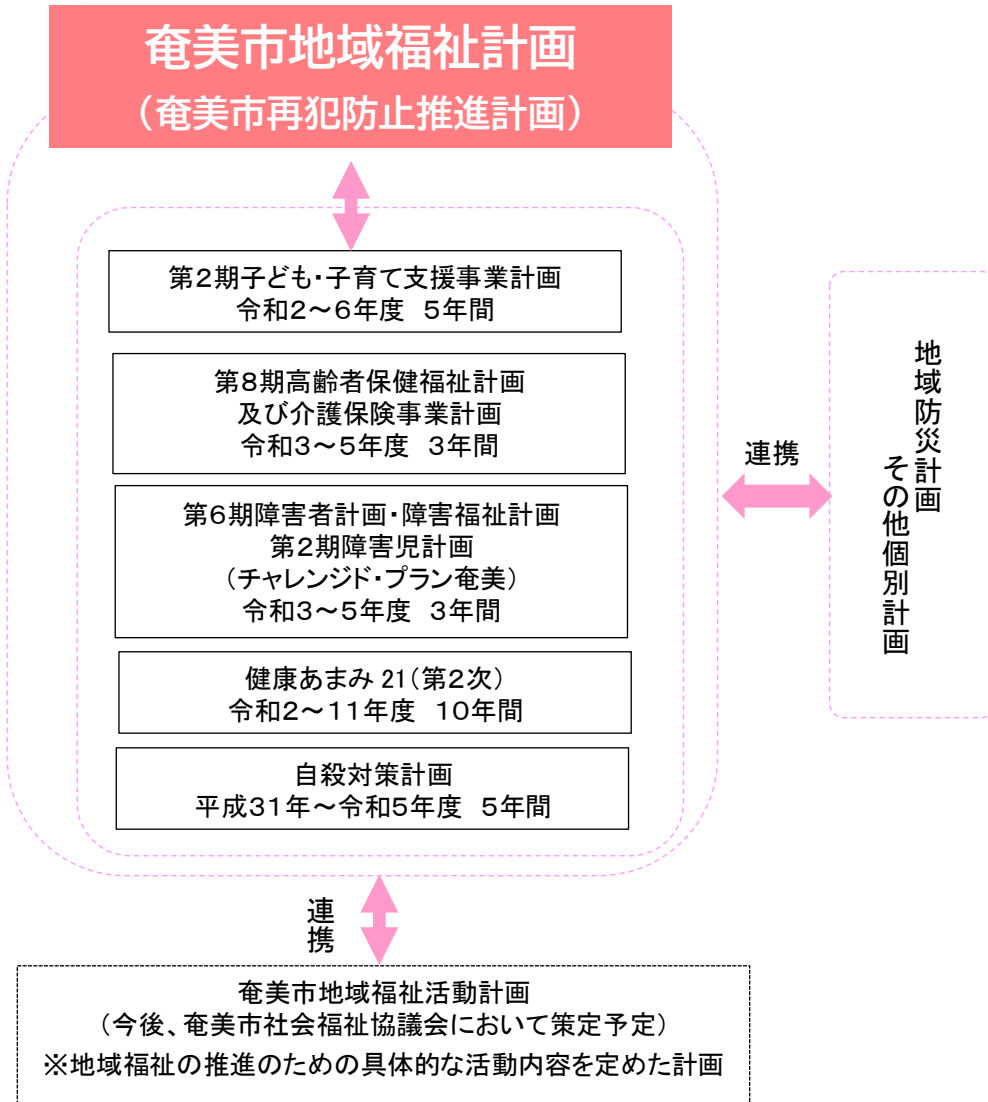 奄美市地域福祉計画
（奄美市再犯防止推進計画）
第２期子ども・子育て支援事業計画
令和２～６年度 ５年間
第８期高齢者保健福祉計画
及び介護保険事業計画
令和３～５年度 ３年間
第６期障害者計画・障害福祉計画
第２期障害児計画
（チャレンジド・プラン奄美）
令和３～５年度 ３年間
健康あまみ 21（第２次）
令和２～１１年度 １０年間
自殺対策計画
平成３１年～令和５年度 ５年間
連携
地域防災計画
その他個別計画
連携
奄美市地域福祉活動計画
（今後、奄美市社会福祉協議会において策定予定）
※地域福祉の推進のための具体的な活動内容を定めた計画